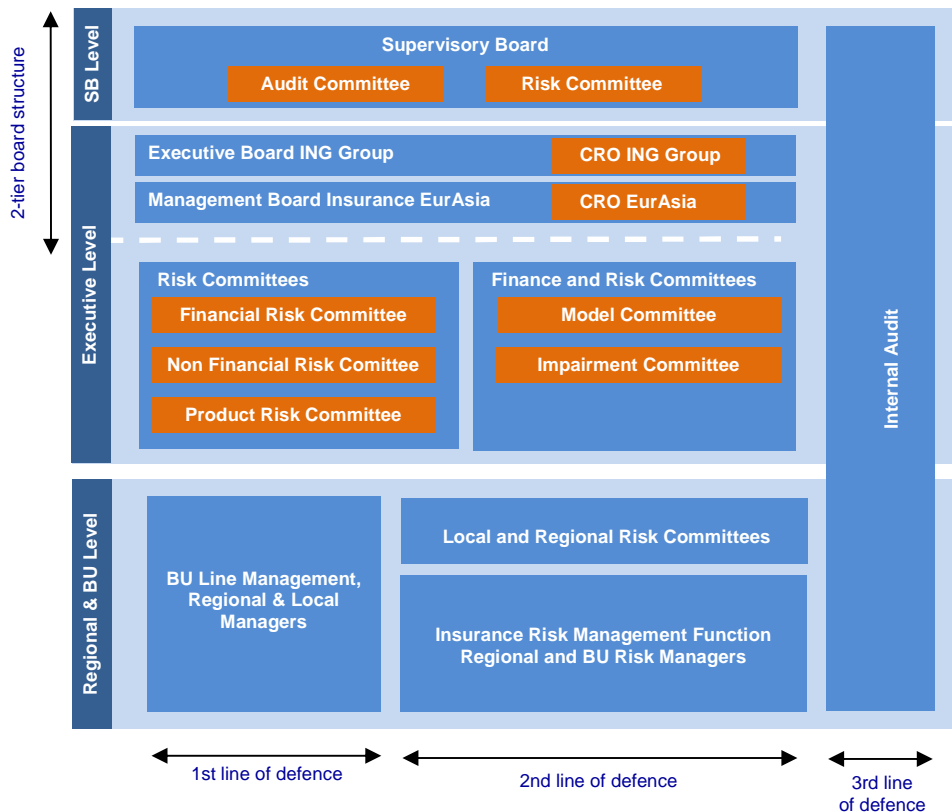 2-tier board structure
SB Level
Supervisory Board
Audit Committee
Risk Committee
Executive Level
Executive Board ING Group
CRO ING Group
Management Board Insurance EurAsia
CRO EurAsia
Risk Committees
Financial Risk Committee
Non Financial Risk Comittee
Product Risk Committee
Finance and Risk Committees
Model Committee
Impairment Committee
Internal Audit
Regional & BU Level
BU Line Management,
Regional & Local
Managers
Local and Regional Risk Committees
Insurance Risk Management Function
Regional and BU Risk Managers
1st line of defence
2nd line of defence
3rd line
of defence